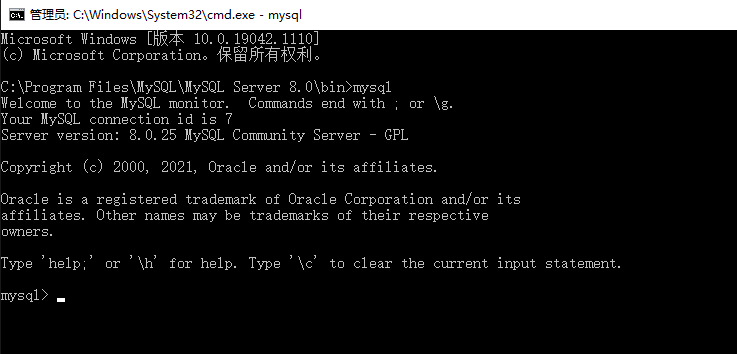 管理员: C:\Windows\System32\cmd.exe - mysql
Microsoft Windows [版本 10.0.19042.1110]
(c) Microsoft Corporation。保留所有权利。
C:\Program Files\MySQL\MySQL Server 8.0\bin>mysql
Welcome to the MySQL monitor.  Commands end with ; or \g.
Your MySQL connection id is 7
Server version: 8.0.25 MySQL Community Server - GPL
Copyright (c) 2000, 2021, Oracle and/or its affiliates.
Oracle is a registered trademark of Oracle Corporation and/or its
affiliates. Other names may be trademarks of their respective
owners.
Type 'help;' or '\h' for help. Type '\c' to clear the current input statement.
mysql> _